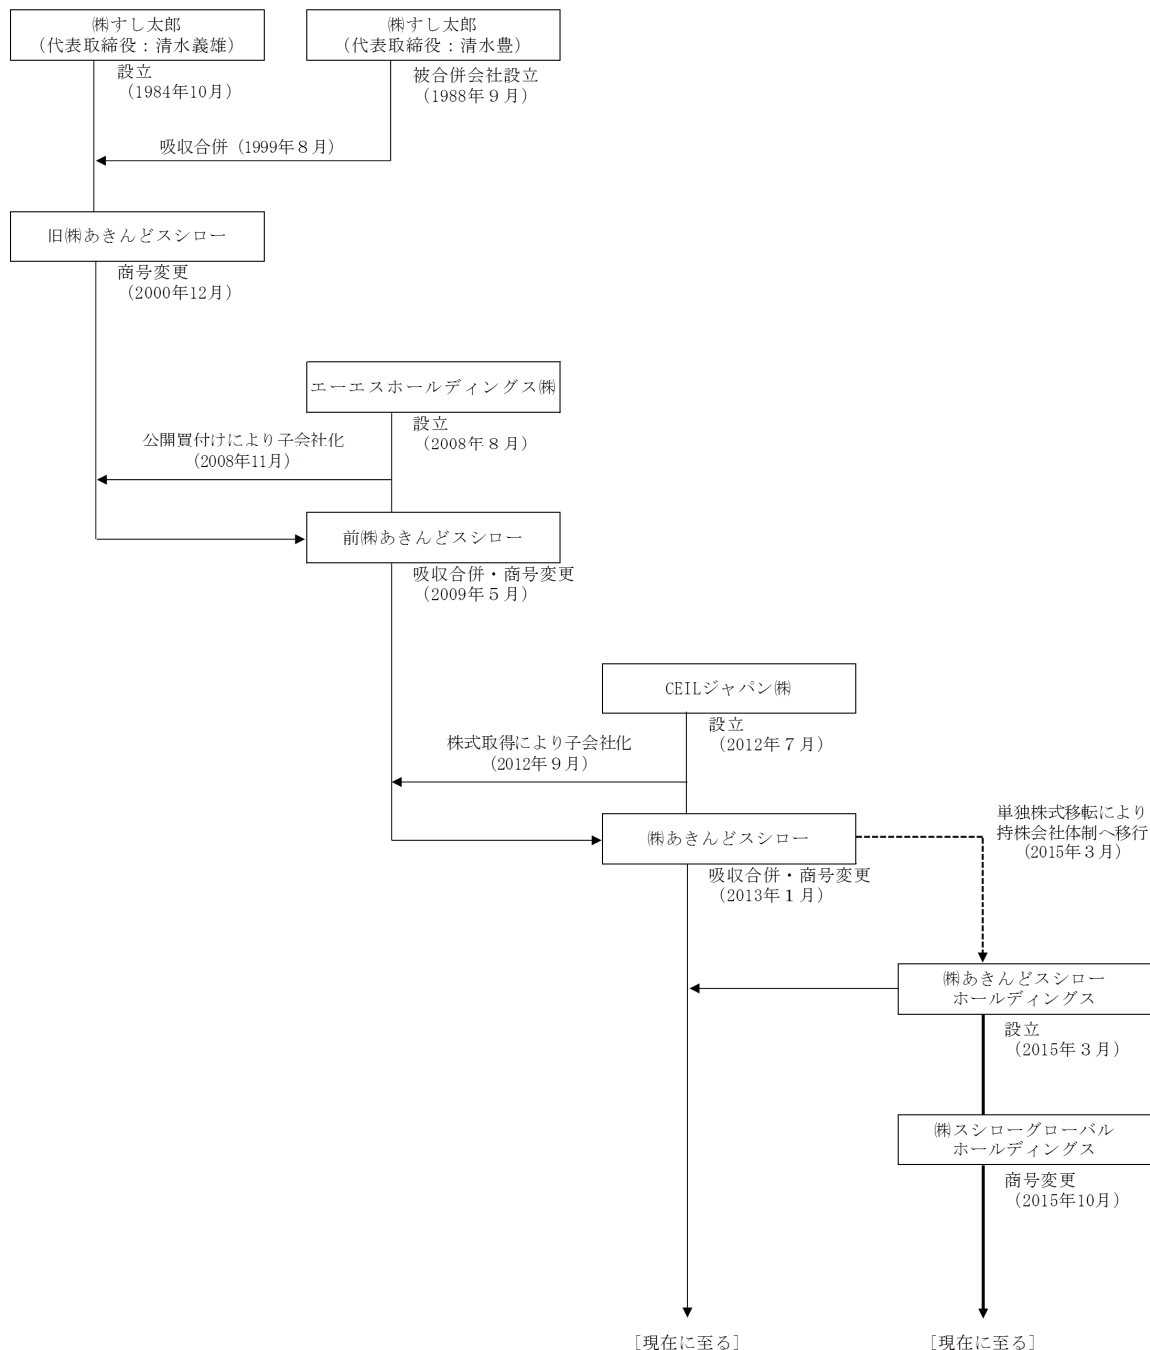 ㈱すし太郎
（代表取締役：清水義雄）
㈱すし太郎
（代表取締役：清水豊）
設立
（1984年10月）
被合併会社設立
（1988年９月）
吸収合併（1999年８月）
旧㈱あきんどスシロー
商号変更
（2000年12月）
エーエスホールディングス㈱
設立
（2008年８月）
公開買付けにより子会社化
（2008年11月）
前㈱あきんどスシロー
吸収合併・商号変更
（2009年５月）
CEILジャパン㈱
設立
（2012年７月）
株式取得により子会社化
（2012年９月）
㈱あきんどスシロー
吸収合併・商号変更
（2013年１月）
単独株式移転により
持株会社体制へ移行
（2015年３月）
㈱あきんどスシロー
ホールディングス
設立
（2015年３月）
㈱スシローグローバル
ホールディングス
商号変更
（2015年10月）
［現在に至る］
［現在に至る］